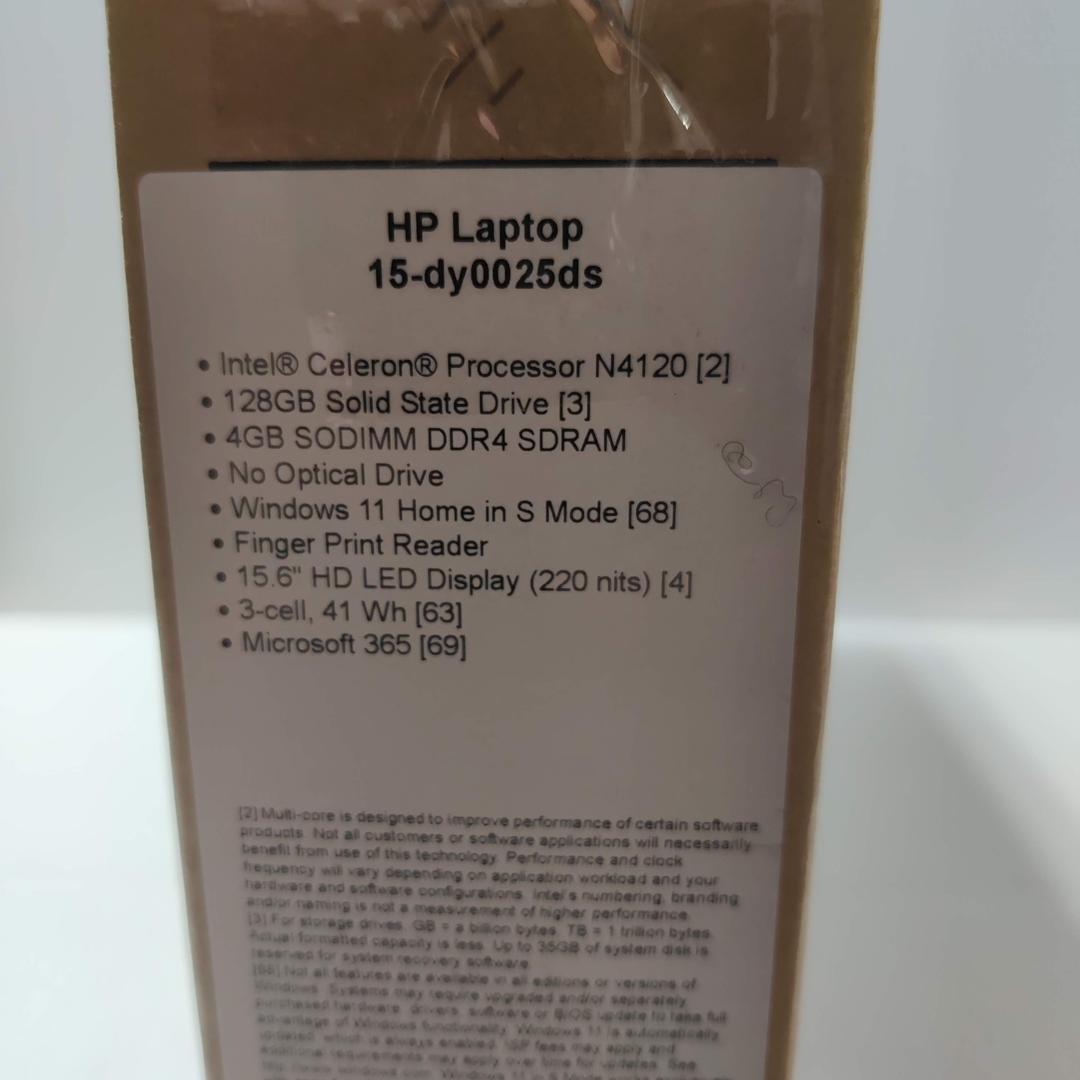 HP Laptop
15-dy0025ds
• Intel® Celeron® Processor N4120 [2]
• 128GB Solid State Drive [3]
• 4GB SODIMM DDR4 SDRAM
• No Optical Drive
• Windows 11 Home in S Mode [68]
• Finger Print Reader
• 15.6" HD LED Display (220 nits) [4]
• 3-cell, 41 Wh [63]
• Microsoft 365 [69]
[2] Multi-core is designed to improve performance of certain software
products. Not all customers or software applications will necessarily
benefit from use of this technology. Performance and clock
frequency will vary depending on application workload and your
hardware and software configurations. Intel's numbering, branding
and/or naming is not a measurement of higher performance.
[3] For storage drives, GB = a billion bytes. TB = 1 trillion bytes.
Actual formatted capacity is less. Up to 35GB of system disk is
reserved for system recovery software.
[68] Not all features are available in all editions or versions of
Windows. Systems may require upgraded and/or separately
purchased hardware, drivers, software or BIOS update to take full
advantage of Windows functionality. Windows 11 is automatically
updated, which is always enabled. ISP fees may apply and
additional requirements may apply over time for updates. See
http://www.windows.com. Windows 11 in S Mode works